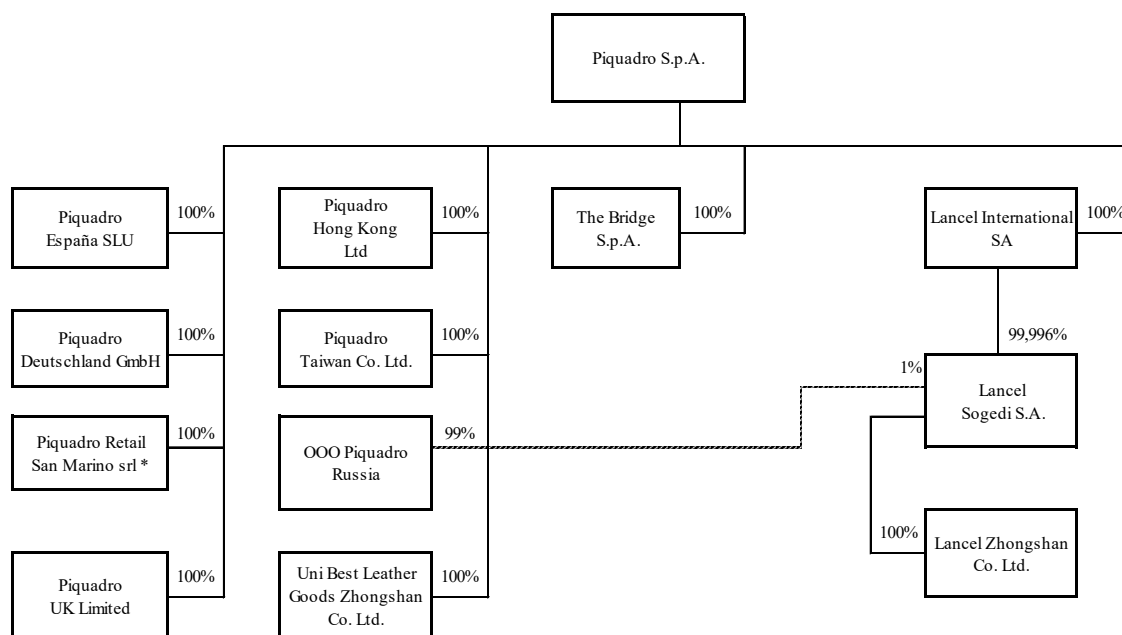 Piquadro S.p.A.
Piquadro
España SLU
100%
Piquadro
Hong Kong
Ltd
100%
The Bridge
S.p.A.
100%
Lancel International
SA
100%
Piquadro
Deutschland GmbH
100%
Piquadro
Taiwan Co. Ltd.
100%
99,996%
1%
Lancel
Sogedi S.A.
Piquadro Retail
San Marino srl *
100%
OOO Piquadro
Russia
99%
Piquadro
UK Limited
100%
Uni Best Leather
Goods Zhongshan
Co. Ltd.
100%
100%
Lancel Zhongshan
Co. Ltd.